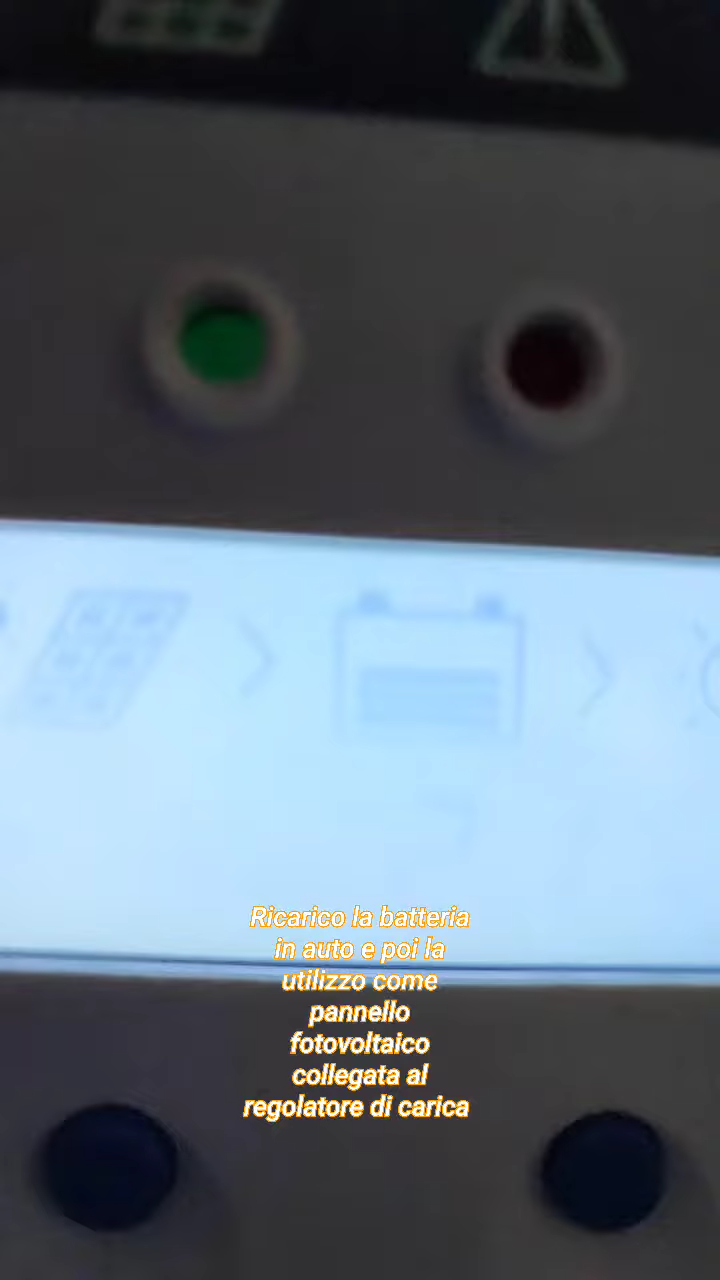 Ricarico la batteria
in auto e poi la
utilizzo come
pannello
fotovoltaico
collegata al
regolatore di carica